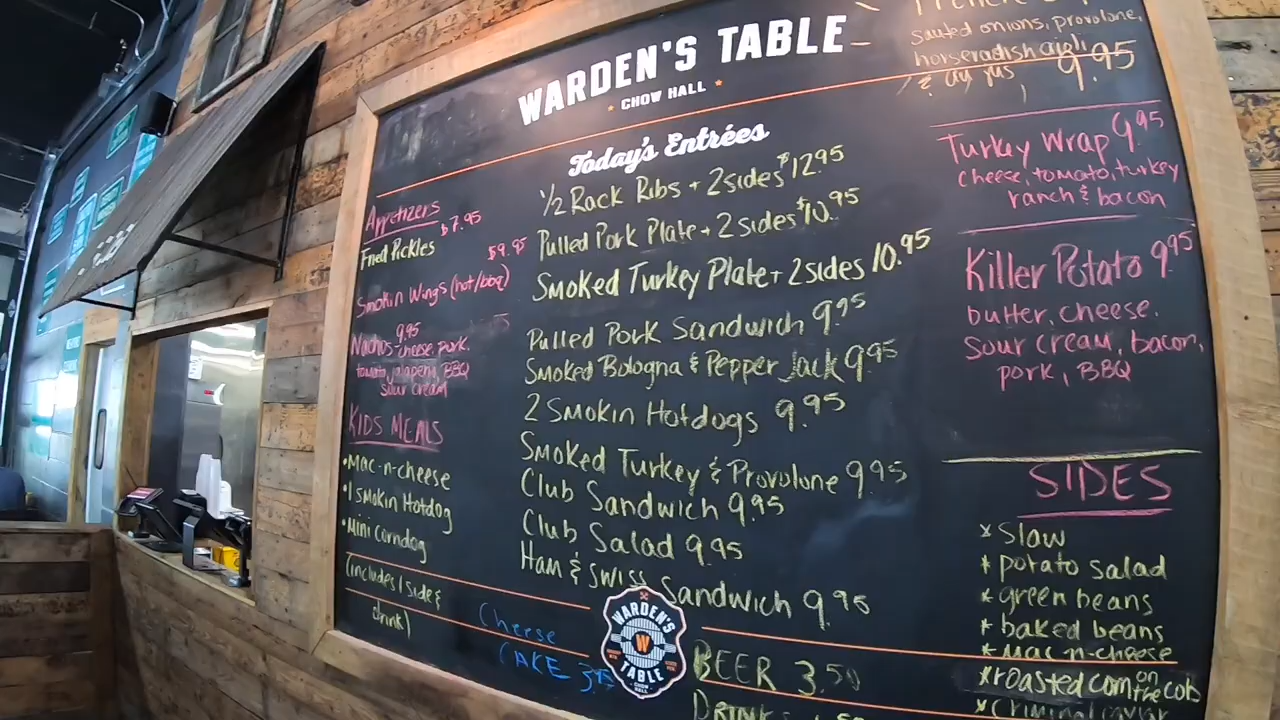 WARDEN'S TABLE
CHOW HALL
Today's Entrées
1/2 Rack Ribs + 2 sides $12.95
Pulled Pork Plate + 2 sides $10.95
Smoked Turkey Plate + 2 sides 10.95
Pulled Pork Sandwich 9.95
Smoked Bologna & Pepper Jack 9.95
2 Smokin Hotdogs 9.95
Smoked Turkey & Provolone 9.95
Club Sandwich 9.95
Club Salad 9.95
Ham & Swiss Sandwich 9.95
Appetizers
$7.95
Fried Pickles
$9.95
Smokin Wings (hot/bbq)
9.95
Nachos-cheese, pork,
tomato, jalapeno, BBQ
sour cream
KIDS MEALS
•Mac-n-cheese
•1 smokin Hotdog
•Mini Corndog
(includes 1 side &
drink)
Cheese
CAKE
WARDEN'S
W
TABLE
CHOW
HALL
BEER 3.50
DRINK
sauted onions, provolone,
horseradish aioli
& au jus 9.95
Turkey Wrap 9.95
cheese, tomato, turkey
ranch & bacon
Killer Potato 9.95
butter, cheese,
sour cream, bacon,
pork, BBQ
SIDES
* Slaw
* potato salad
* green beans
* baked beans
* Mac-n-cheese
* roasted corn on the cob